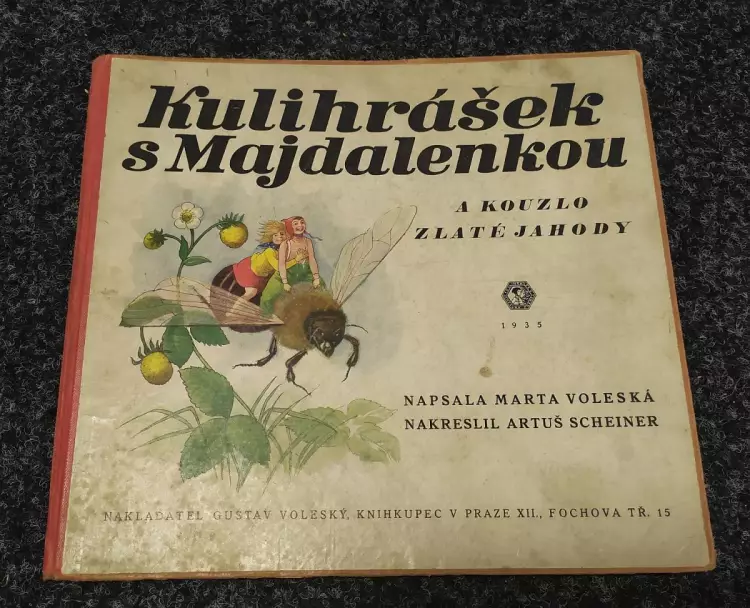 Kulihrášek
s Majdalenkou
A KOUZLO
ZLATÉ JAHODY
1935
NAPSALA MARTA VOLESKÁ
NAKRESLIL ARTUŠ SCHEINER
NAKLADATEL GUSTAV VOLESKÝ, KNIHKUPEC V PRAZE XII., FOCHOVA TŘ. 15